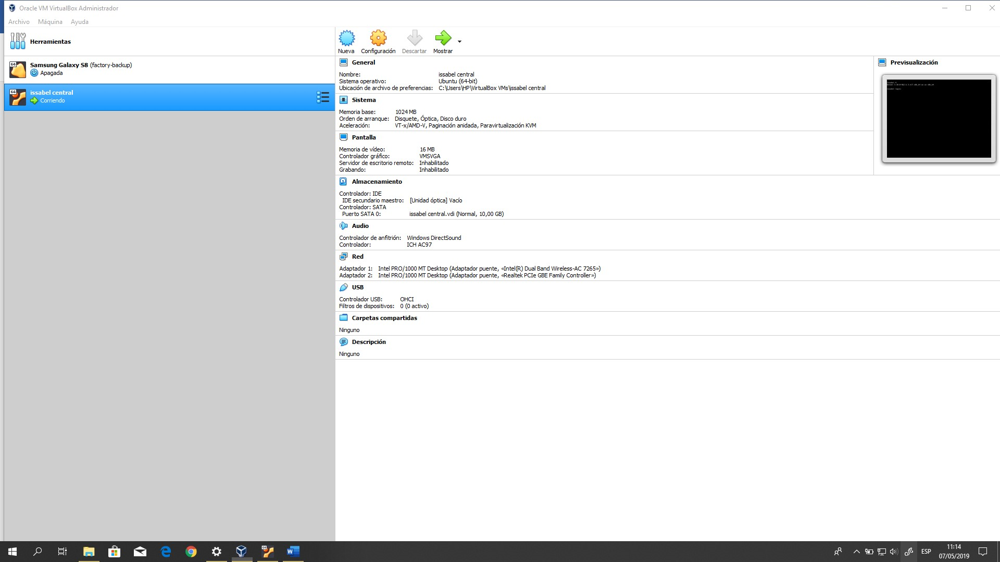 Oracle VM VirtualBox Administrador
Archivo Máquina Ayuda
Herramientas
Nueva Configuración Descartar Mostrar
64
Samsung Galaxy S8 (factory-backup)
Apagada
64
issabel central
Corriendo
General
Nombre: issabel central
Sistema operativo: Ubuntu (64-bit)
Ubicación de archivo de preferencias: C:\Users\HP\VirtualBox VMs\issabel central
Sistema
Memoria base: 1024 MB
Orden de arranque: Disquete, Óptica, Disco duro
Aceleración: VT-x/AMD-V, Paginación anidada, Paravirtualización KVM
Pantalla
Memoria de vídeo: 16 MB
Controlador gráfico: VMSVGA
Servidor de escritorio remoto: Inhabilitado
Grabando: Inhabilitado
Almacenamiento
Controlador: IDE
IDE secundario maestro: [Unidad óptica] Vacío
Controlador: SATA
Puerto SATA 0: issabel central.vdi (Normal, 10,00 GB)
Audio
Controlador de anfitrión: Windows DirectSound
Controlador: ICH AC97
Red
Adaptador 1: Intel PRO/1000 MT Desktop (Adaptador puente, «Intel(R) Dual Band Wireless-AC 7265»)
Adaptador 2: Intel PRO/1000 MT Desktop (Adaptador puente, «Realtek PCIe GBE Family Controller»)
USB
Controlador USB: OHCI
Filtros de dispositivos: 0 (0 activo)
Carpetas compartidas
Ninguno
Descripción
Ninguno
Previsualización
ESP
11:14
07/05/2019